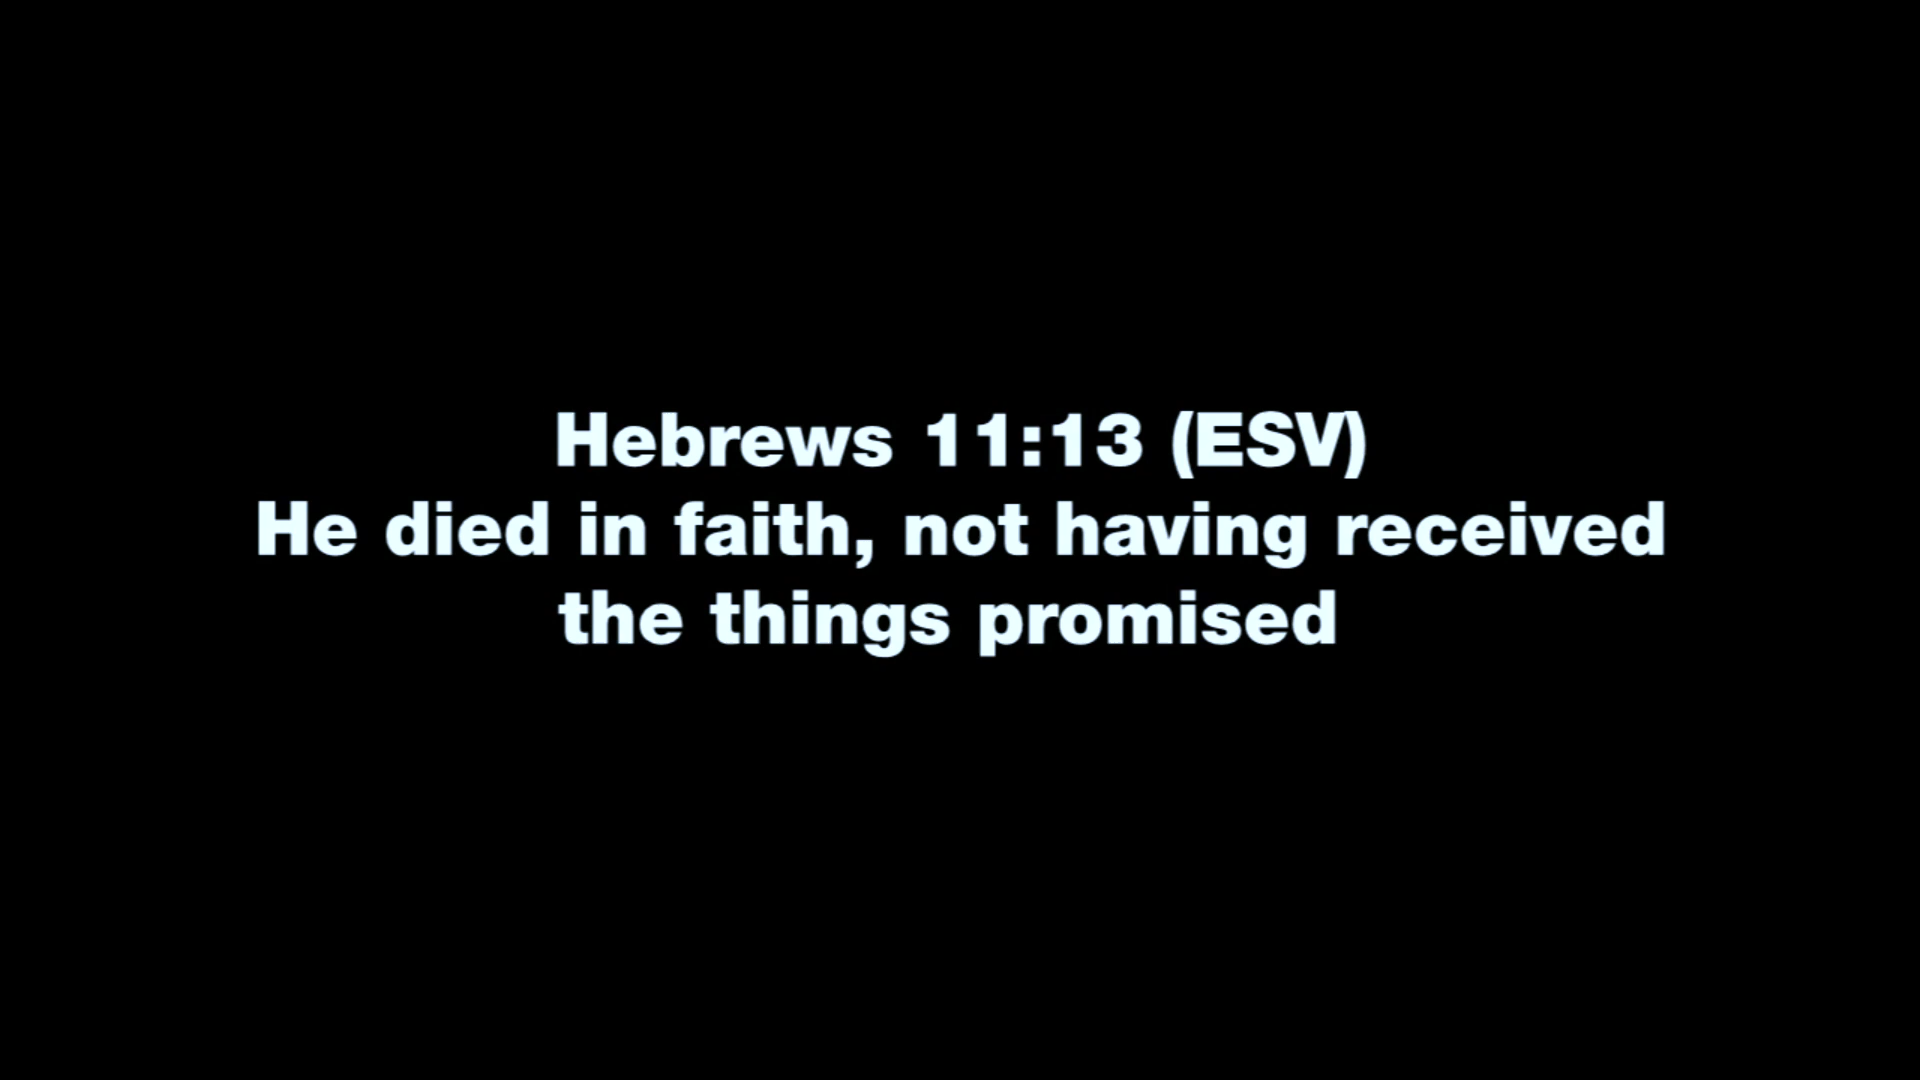 Hebrews 11:13 (ESV)
He died in faith, not having received
the things promised